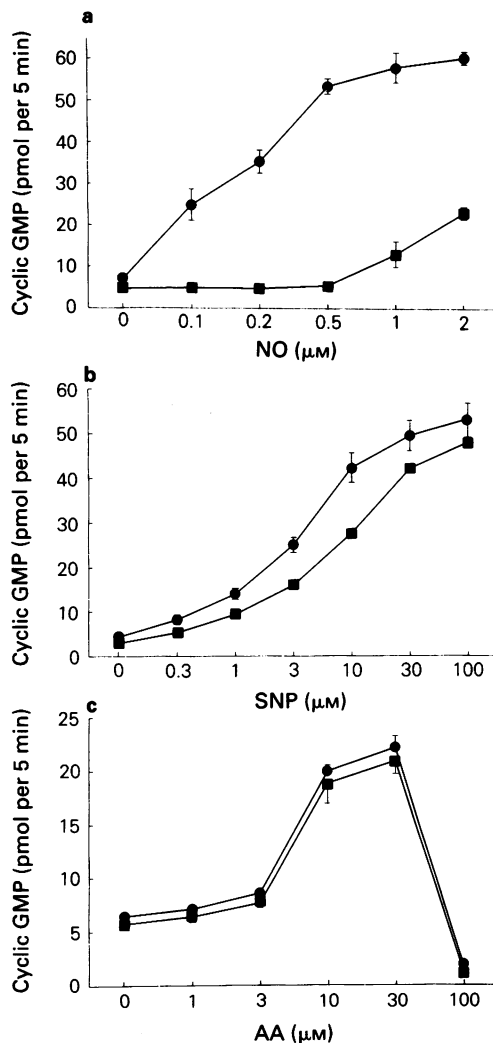 a
Cyclic GMP (pmol per 5 min)
60
50
40
30
20
10
0
0 0.1 0.2 0.5 1 2
NO (μM)
b
Cyclic GMP (pmol per 5 min)
60
50
40
30
20
10
0
0 0.3 1 3 10 30 100
SNP (μM)
c
Cyclic GMP (pmol per 5 min)
25
20
15
10
5
0
0 1 3 10 30 100
AA (μM)